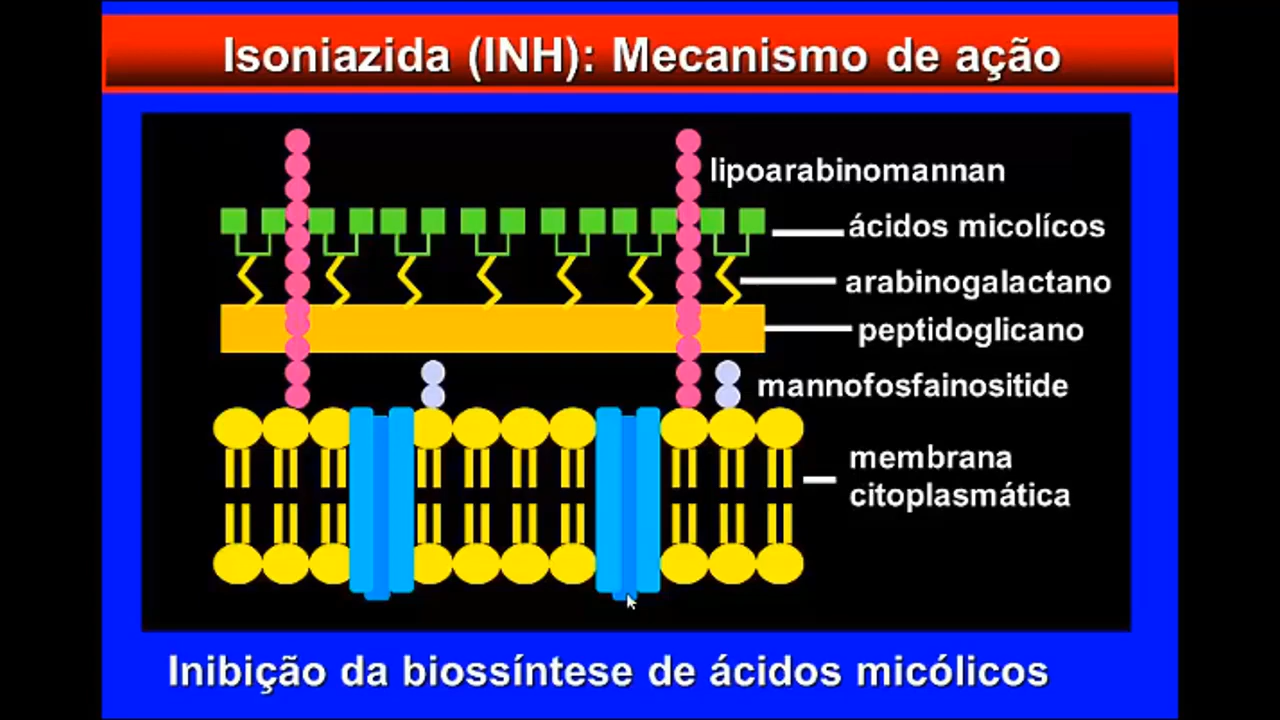 Isoniazida (INH): Mecanismo de ação
lipoarabinomannan
ácidos micolícos
arabinogalactano
peptidoglicano
mannofosfainositide
membrana
citoplasmática
Inibição da biossíntese de ácidos micólicos